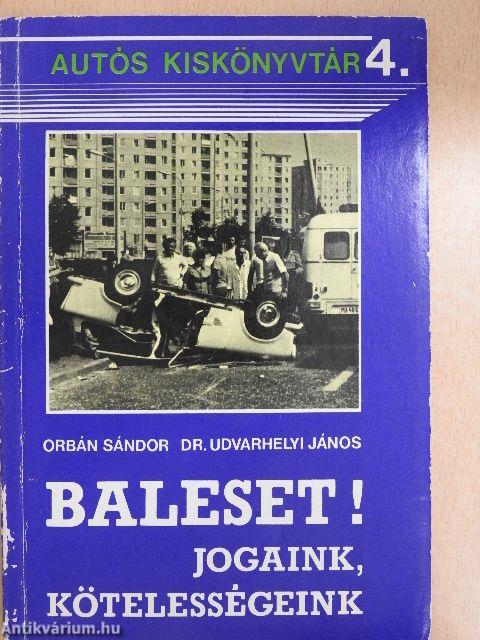 AUTÓS KISKÖNYVTÁR 4.
ORBÁN SÁNDOR DR. UDVARHELYI JÁNOS
BALESET!
JOGAINK,
KÖTELESSÉGEINK
Antikvárium.hu